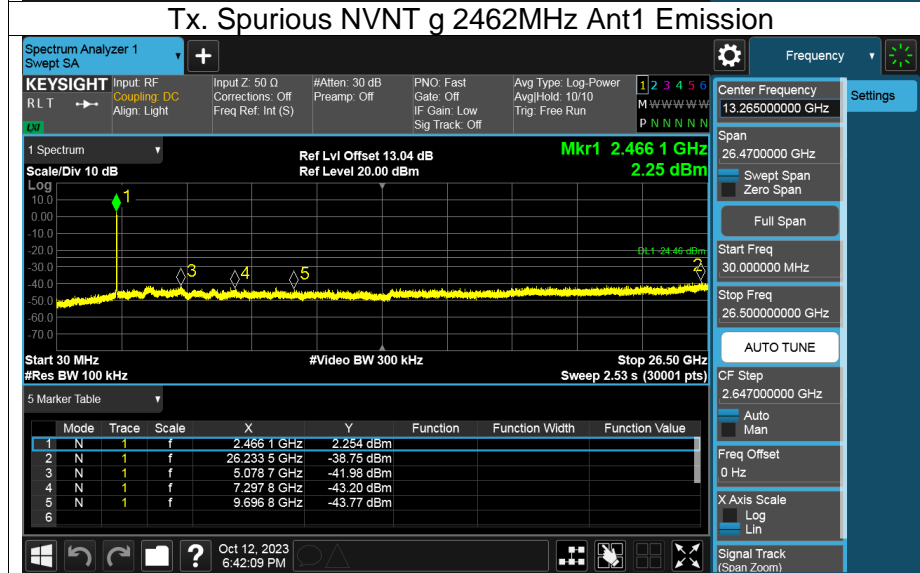 Tx. Spurious NVNT g 2462MHz Ant1 Emission
Spectrum Analyzer 1
Swept SA
+
Frequency
Settings
KEYSIGHT
R L T
LXI
Input: RF
Coupling: DC
Align: Light
Input Z: 50 Ω
Corrections: Off
Freq Ref: Int (S)
#Atten: 30 dB
Preamp: Off
PNO: Fast
Gate: Off
IF Gain: Low
Sig Track: Off
Avg Type: Log-Power
Avg|Hold: 10/10
Trig: Free Run
1 2 3 4 5 6
M W W W W W
P N N N N N
1 Spectrum
Scale/Div 10 dB
Ref Lvl Offset 13.04 dB
Ref Level 20.00 dBm
Mkr1 2.466 1 GHz
2.25 dBm
Log
10.0
0.00
-10.0
-20.0
-30.0
-40.0
-50.0
-60.0
-70.0
1
3
4
5
2
DL1 -24.46 dBm
Start 30 MHz
#Res BW 100 kHz
#Video BW 300 kHz
Stop 26.50 GHz
Sweep 2.53 s (30001 pts)
5 Marker Table
Mode Trace Scale X Y Function Function Width Function Value
1 N 1 f 2.466 1 GHz 2.254 dBm
2 N 1 f 26.233 5 GHz -38.75 dBm
3 N 1 f 5.078 7 GHz -41.98 dBm
4 N 1 f 7.297 8 GHz -43.20 dBm
5 N 1 f 9.696 8 GHz -43.77 dBm
6
?
Oct 12, 2023
6:42:09 PM
Center Frequency
13.265000000 GHz
Span
26.4700000 GHz
Swept Span
Zero Span
Full Span
Start Freq
30.000000 MHz
Stop Freq
26.500000000 GHz
AUTO TUNE
CF Step
2.647000000 GHz
Auto
Man
Freq Offset
0 Hz
X Axis Scale
Log
Lin
Signal Track
(Span Zoom)